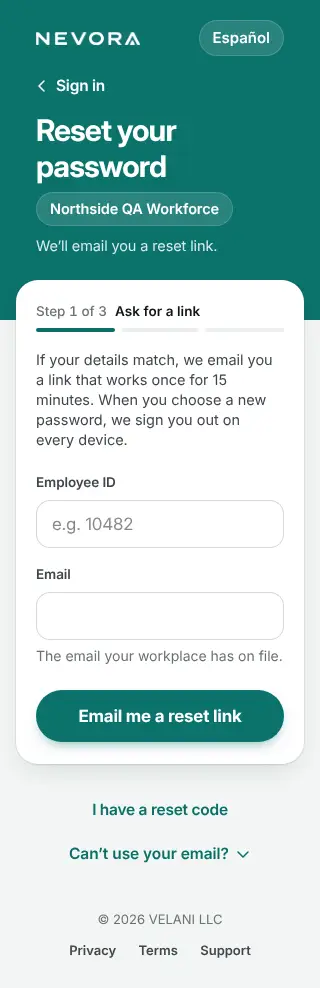 NEVORA
Español
Sign in
Reset your
password
Northside QA Workforce
We’ll email you a reset link.
Step 1 of 3 Ask for a link
If your details match, we email you
a link that works once for 15
minutes. When you choose a new
password, we sign you out on
every device.
Employee ID
e.g. 10482
Email
The email your workplace has on file.
Email me a reset link
I have a reset code
Can’t use your email?
© 2026 VELANI LLC
Privacy Terms Support